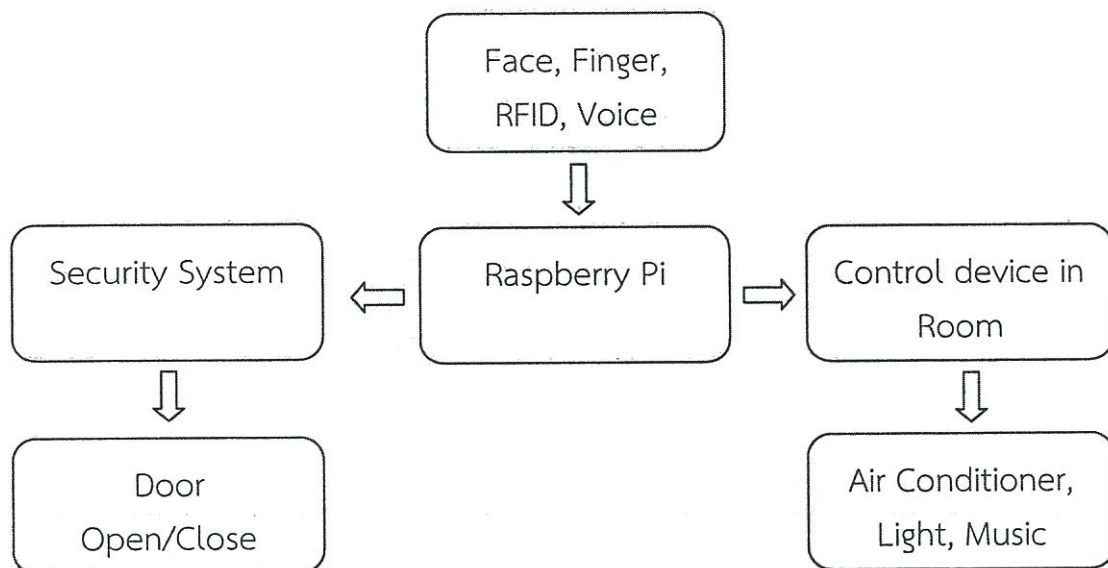 Face, Finger,
RFID, Voice
Security System
Raspberry Pi
Control device in
Room
Door
Open/Close
Air Conditioner,
Light, Music